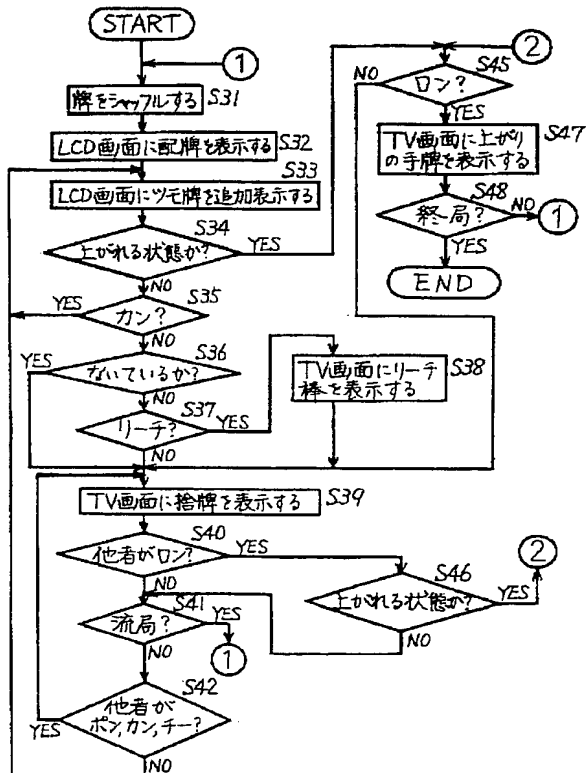 START
①
牌をシャッフルする S31
LCD画面に配牌を表示する S32
S33
LCD画面にツモ牌を追加表示する
S34
上がれる状態か? YES
NO
S35
YES カン?
NO
S36
YES ないているか?
NO
S37
リーチ? YES
NO
TV画面にリーチ
棒を表示する
S38
TV画面に捨牌を表示する S39
S40
他者がロン? YES
NO
S41
流局? YES
①
NO
S42
他者が
ポン,カン,チー?
YES
NO
②
S45
NO ロン?
YES
S47
TV画面に上がり
の手牌を表示する
S48
終局? NO ①
YES
END
②
S46
上がれる状態か? YES
NO